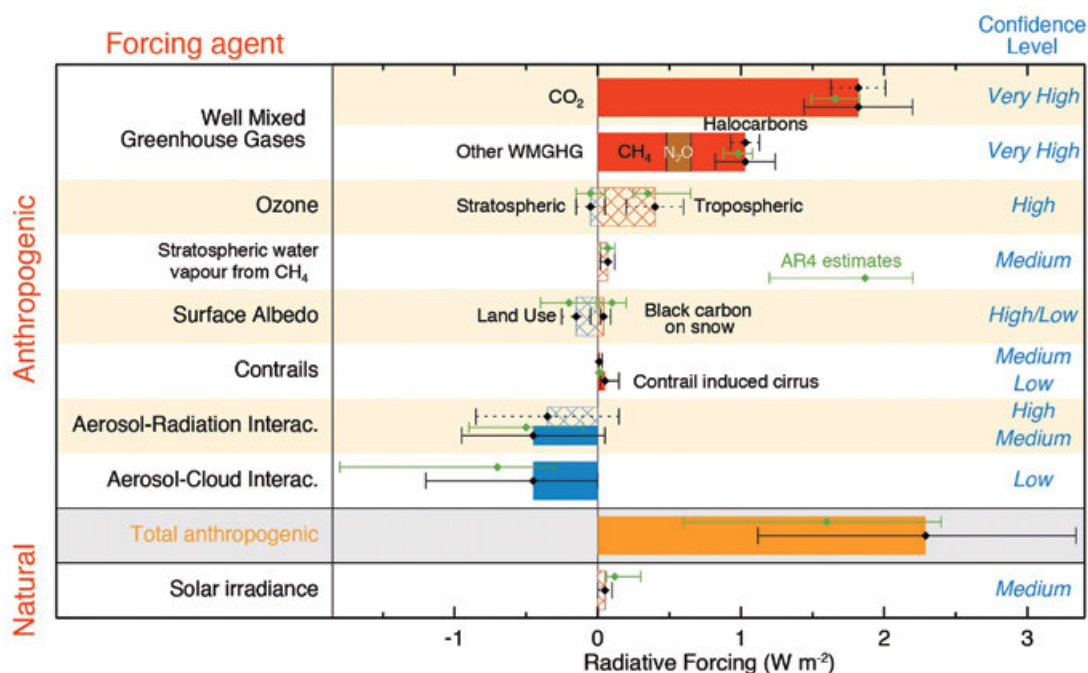 Forcing agent
Confidence
Level
Anthropogenic
Well Mixed
Greenhouse Gases
CO₂
Very High
Other WMGHG
CH₄
N₂O
Halocarbons
Very High
Ozone
Stratospheric
Tropospheric
High
Stratospheric water
vapour from CH₄
AR4 estimates
Medium
Surface Albedo
Land Use
Black carbon
on snow
High/Low
Contrails
Contrail induced cirrus
Medium
Low
Aerosol-Radiation Interac.
High
Medium
Aerosol-Cloud Interac.
Low
Total anthropogenic
Natural
Solar irradiance
Medium
-1 0 1 2 3
Radiative Forcing (W m⁻²)